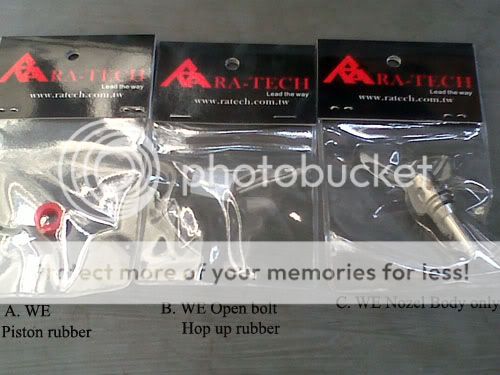 RA-TECH
Lead the way
www.ratech.com.tw
RA-TECH
Lead the way
www.ratech.com.tw
RA-TECH
Lead the way
www.ratech.com.tw
photobucket
Protect more of your memories for less!
A. WE
Piston rubber
B. WE Open bolt
Hop up rubber
C. WE Nozel Body only